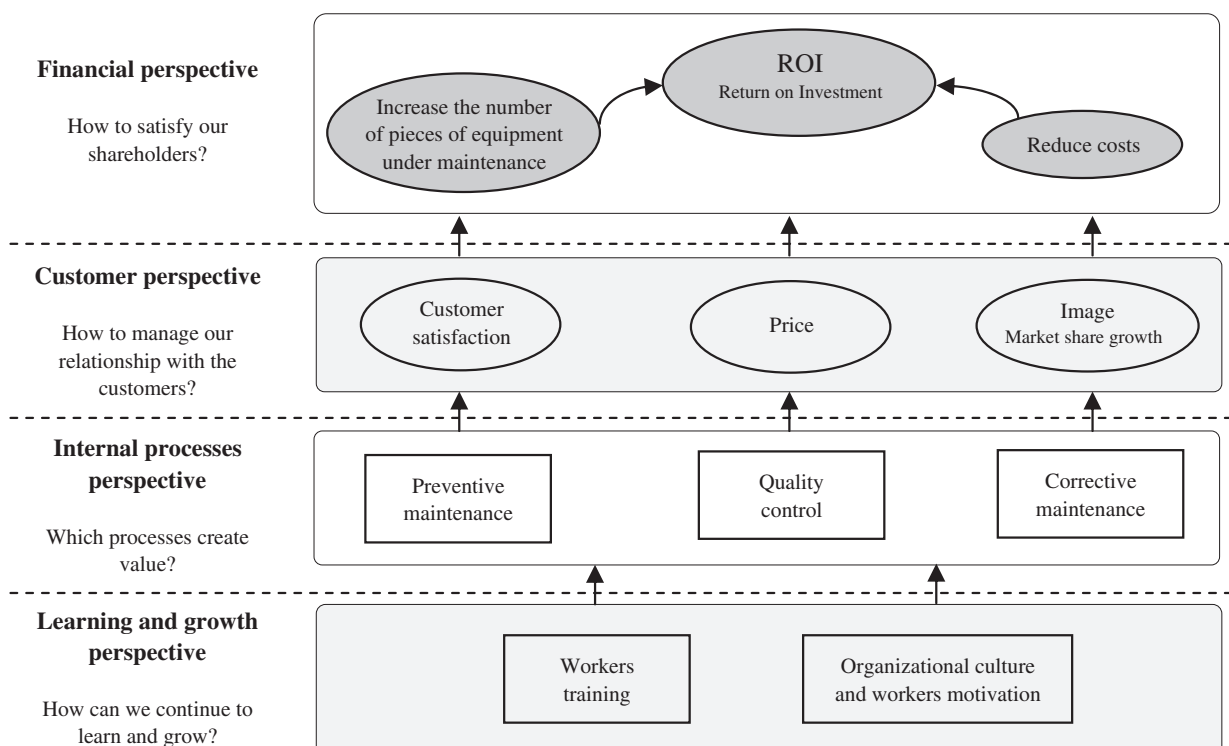 Financial perspective
How to satisfy our
shareholders?
Increase the number
of pieces of equipment
under maintenance
ROI
Return on Investment
Reduce costs
Customer perspective
How to manage our
relationship with the
customers?
Customer
satisfaction
Price
Image
Market share growth
Internal processes
perspective
Which processes create
value?
Preventive
maintenance
Quality
control
Corrective
maintenance
Learning and growth
perspective
How can we continue to
learn and grow?
Workers
training
Organizational culture
and workers motivation